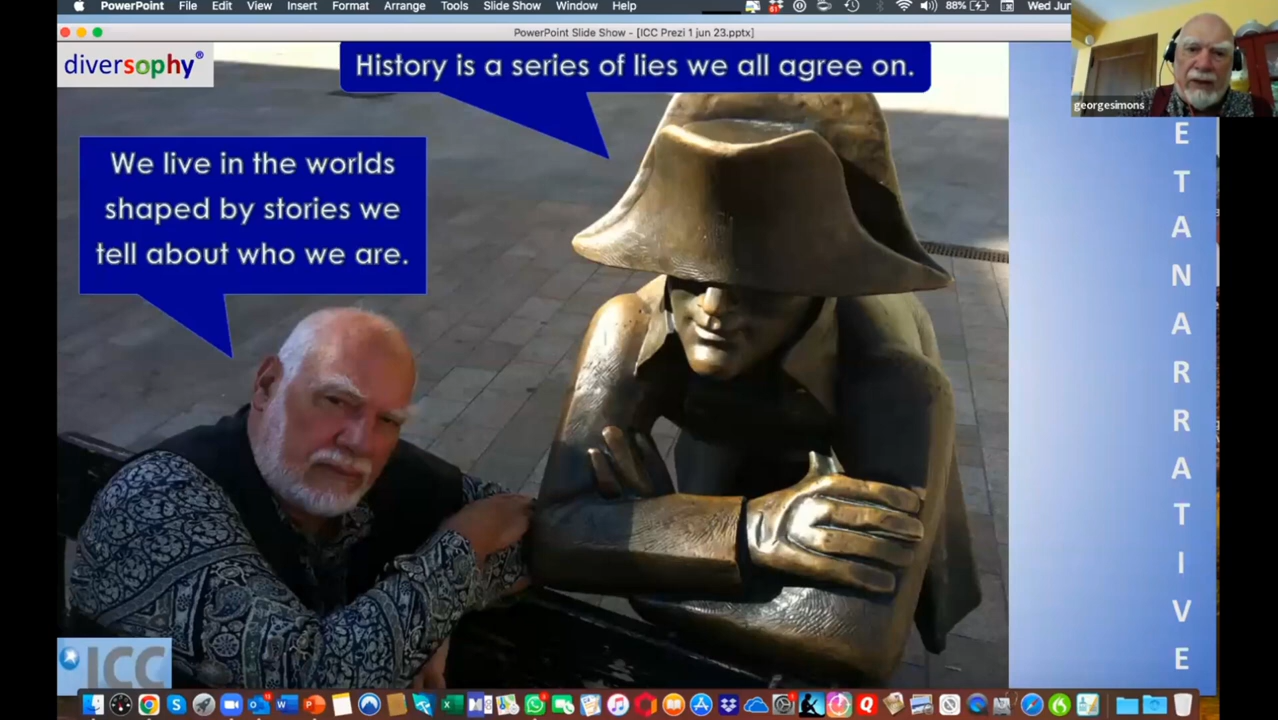 PowerPoint File Edit View Insert Format Arrange Tools Slide Show Window Help 88% Wed Jun
PowerPoint Slide Show - [ICC Prezi 1 jun 23.pptx]
diversophy®
History is a series of lies we all agree on.
georgesimons
We live in the worlds
shaped by stories we
tell about who we are.
E
T
A
N
A
R
R
A
T
I
V
E
ICC